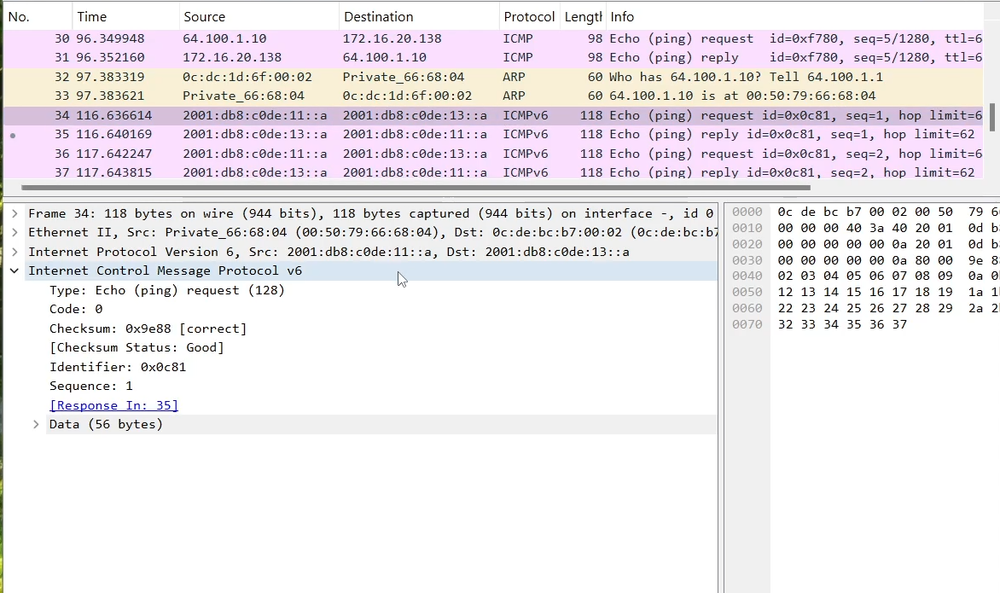 No. Time Source Destination Protocol Length Info
30 96.349948 64.100.1.10 172.16.20.138 ICMP 98 Echo (ping) request id=0xf780, seq=5/1280, ttl=6
31 96.352160 172.16.20.138 64.100.1.10 ICMP 98 Echo (ping) reply id=0xf780, seq=5/1280, ttl=6
32 97.383319 0c:dc:1d:6f:00:02 Private_66:68:04 ARP 60 Who has 64.100.1.10? Tell 64.100.1.1
33 97.383621 Private_66:68:04 0c:dc:1d:6f:00:02 ARP 60 64.100.1.10 is at 00:50:79:66:68:04
34 116.636614 2001:db8:c0de:11::a 2001:db8:c0de:13::a ICMPv6 118 Echo (ping) request id=0x0c81, seq=1, hop limit=6
35 116.640169 2001:db8:c0de:13::a 2001:db8:c0de:11::a ICMPv6 118 Echo (ping) reply id=0x0c81, seq=1, hop limit=62
36 117.642247 2001:db8:c0de:11::a 2001:db8:c0de:13::a ICMPv6 118 Echo (ping) request id=0x0c81, seq=2, hop limit=6
37 117.643815 2001:db8:c0de:13::a 2001:db8:c0de:11::a ICMPv6 118 Echo (ping) reply id=0x0c81, seq=2, hop limit=62
Frame 34: 118 bytes on wire (944 bits), 118 bytes captured (944 bits) on interface -, id 0
Ethernet II, Src: Private_66:68:04 (00:50:79:66:68:04), Dst: 0c:de:bc:b7:00:02 (0c:de:bc:b7
Internet Protocol Version 6, Src: 2001:db8:c0de:11::a, Dst: 2001:db8:c0de:13::a
Internet Control Message Protocol v6
Type: Echo (ping) request (128)
Code: 0
Checksum: 0x9e88 [correct]
[Checksum Status: Good]
Identifier: 0x0c81
Sequence: 1
[Response In: 35]
Data (56 bytes)
0000 0c de bc b7 00 02 00 50 79 6
0010 00 00 00 40 3a 40 20 01 0d b
0020 00 00 00 00 00 0a 20 01 0d b
0030 00 00 00 00 00 0a 80 00 9e 8
0040 02 03 04 05 06 07 08 09 0a 0
0050 12 13 14 15 16 17 18 19 1a 1
0060 22 23 24 25 26 27 28 29 2a 2
0070 32 33 34 35 36 37